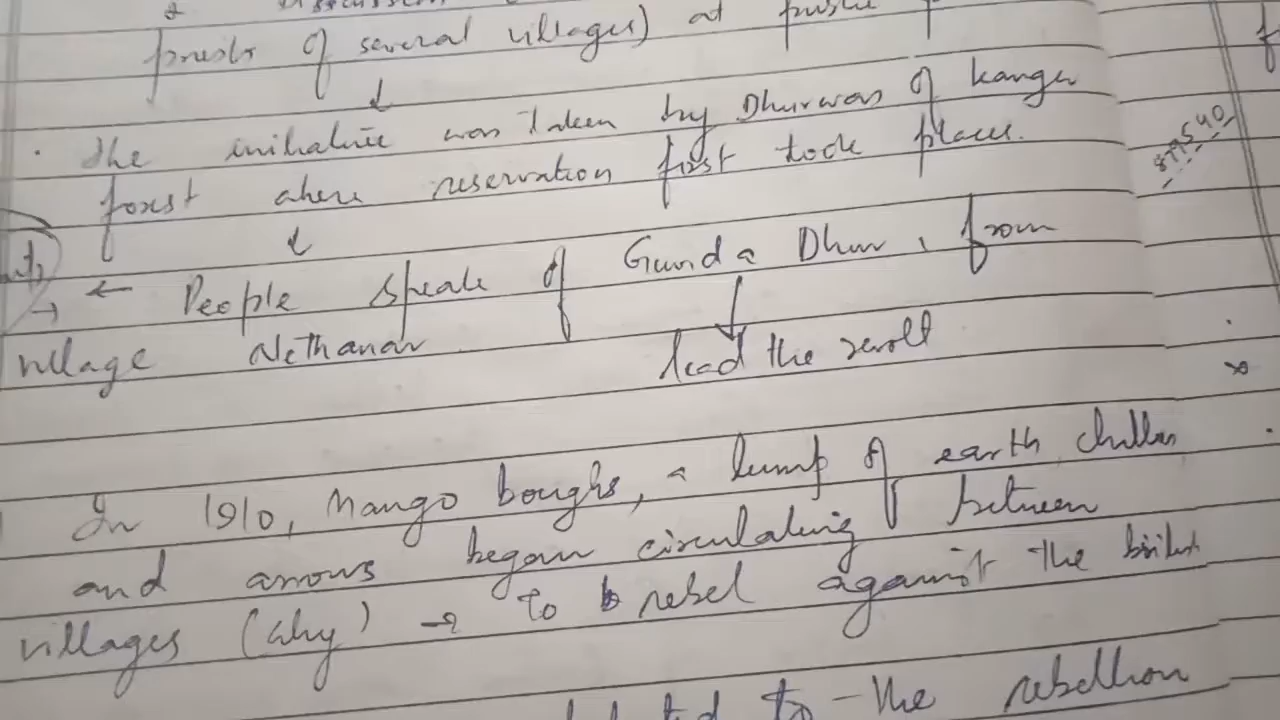 priests of several villages) at
↓
. The initiative was taken by Dhurwas of kanger
forest where reservation first took place.
↓
← People speak of Gunda Dhur, from
village Nethanar
↓
lead the revolt
In 1910, Mango boughs, a lump of earth, chillies
and arrows began circulating between
villages (why) → to rebel against the british
to the rebellion